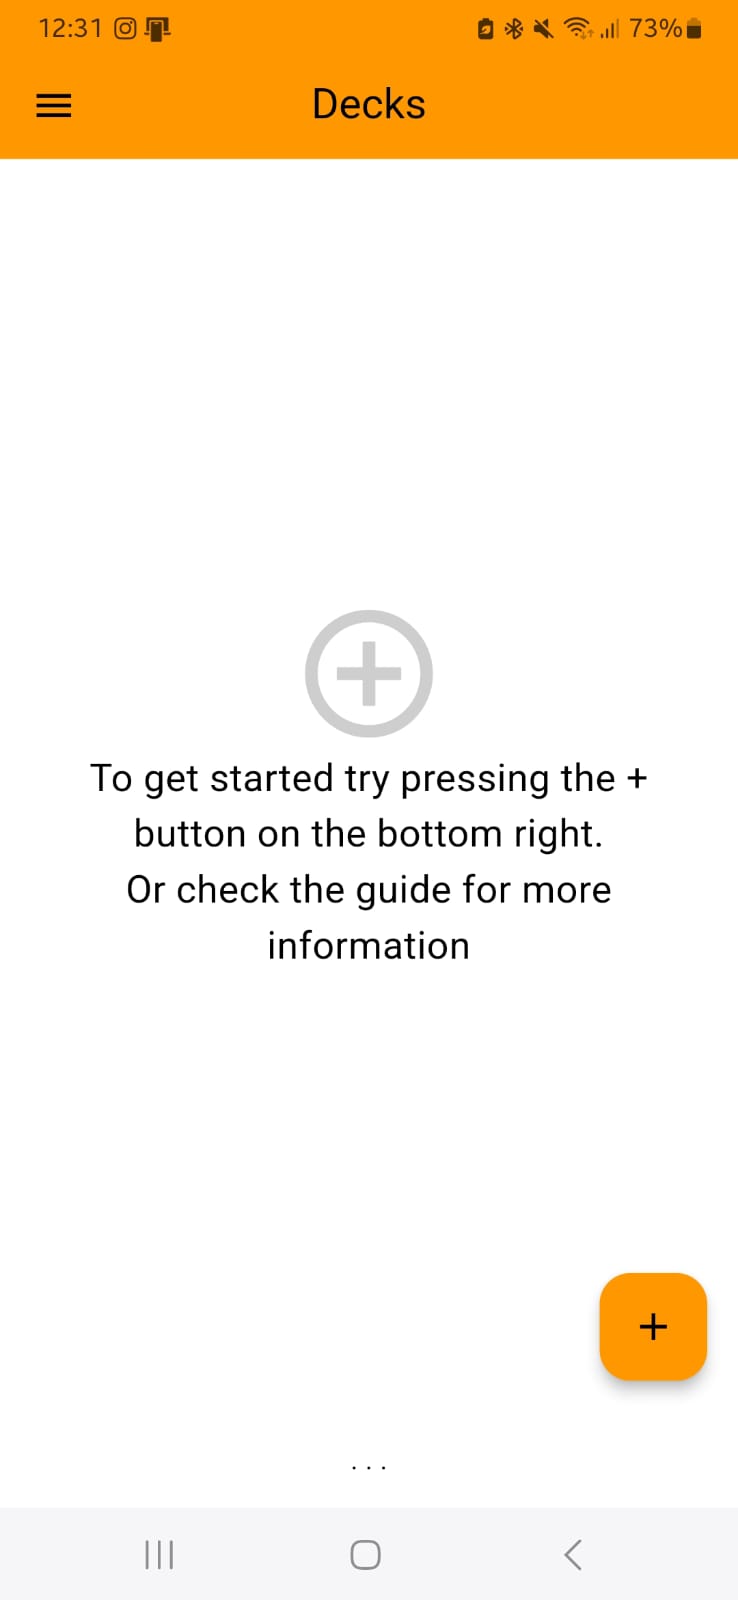 12:31 73%
Decks
To get started try pressing the +
button on the bottom right.
Or check the guide for more
information
+
...